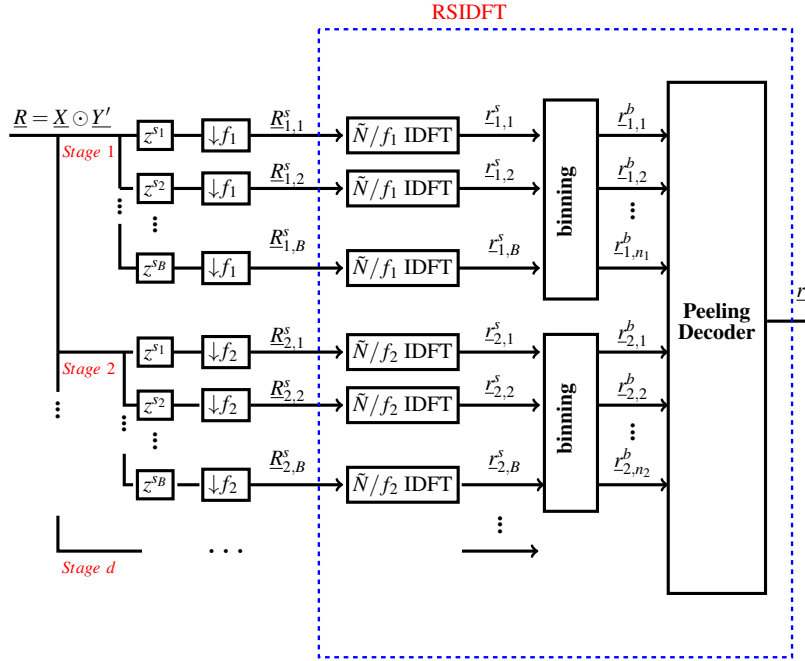 RSIDFT
R = X ⊙ Y'
Stage 1
z^{s_1} ↓f_1 R^s_{1,1} Ñ/f_1 IDFT r^s_{1,1} r^b_{1,1}
z^{s_2} ↓f_1 R^s_{1,2} Ñ/f_1 IDFT r^s_{1,2} r^b_{1,2}
z^{s_B} ↓f_1 R^s_{1,B} Ñ/f_1 IDFT r^s_{1,B} r^b_{1,n_1}
binning
Peeling
Decoder
r
Stage 2
z^{s_1} ↓f_2 R^s_{2,1} Ñ/f_2 IDFT r^s_{2,1} r^b_{2,1}
z^{s_2} ↓f_2 R^s_{2,2} Ñ/f_2 IDFT r^s_{2,2} r^b_{2,2}
z^{s_B} ↓f_2 R^s_{2,B} Ñ/f_2 IDFT r^s_{2,B} r^b_{2,n_2}
binning
Stage d
. . .